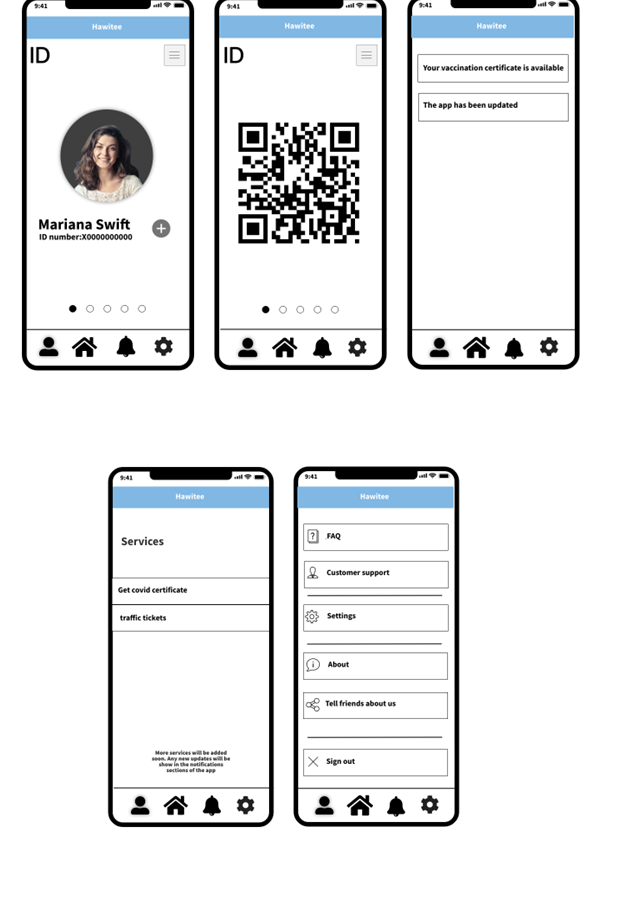 9:41
Hawitee
ID
Mariana Swift
ID number:X0000000000
9:41
Hawitee
ID
9:41
Hawitee
Your vaccination certificate is available
The app has been updated
9:41
Hawitee
Services
Get covid certificate
traffic tickets
More services will be added
soon. Any new updates will be
show in the notifications
sections of the app
9:41
Hawitee
FAQ
Customer support
Settings
About
Tell friends about us
Sign out